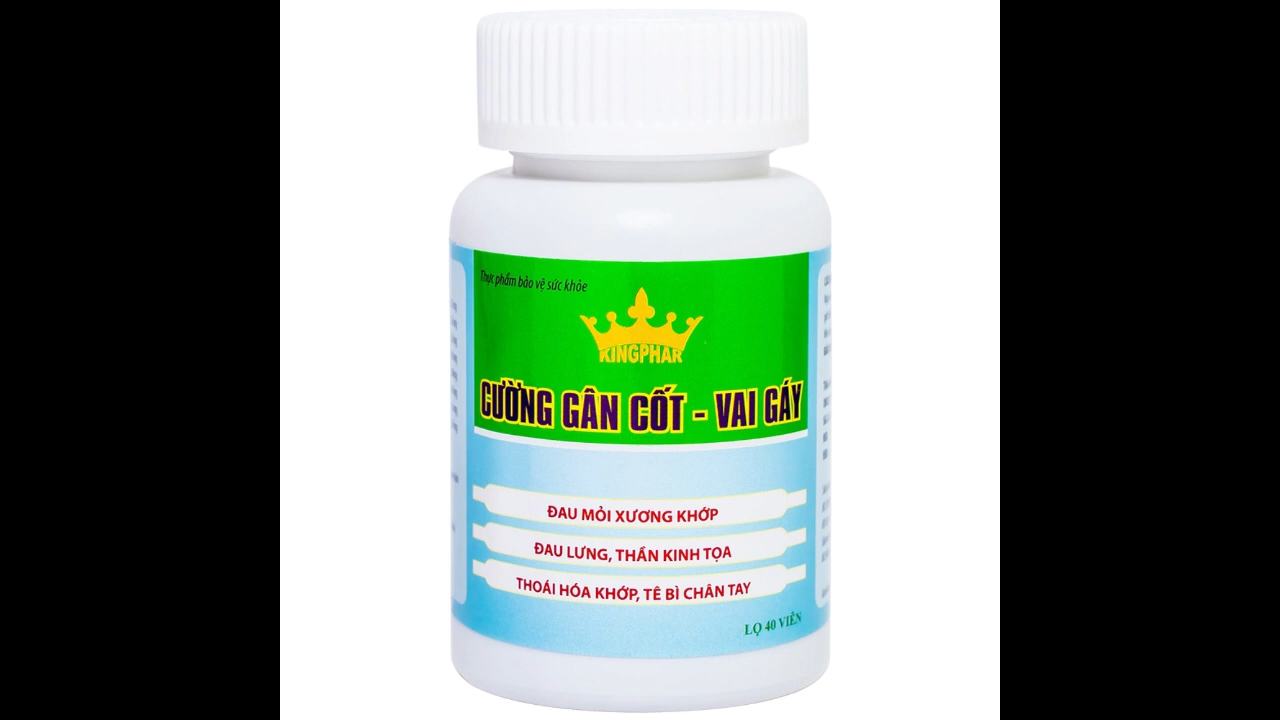 Thực phẩm bảo vệ sức khỏe
KINGPHAR
CƯỜNG GÂN CỐT - VAI GÁY
ĐAU MỎI XƯƠNG KHỚP
ĐAU LƯNG, THẦN KINH TỌA
THOÁI HÓA KHỚP, TÊ BÌ CHÂN TAY
LỌ 40 VIÊN